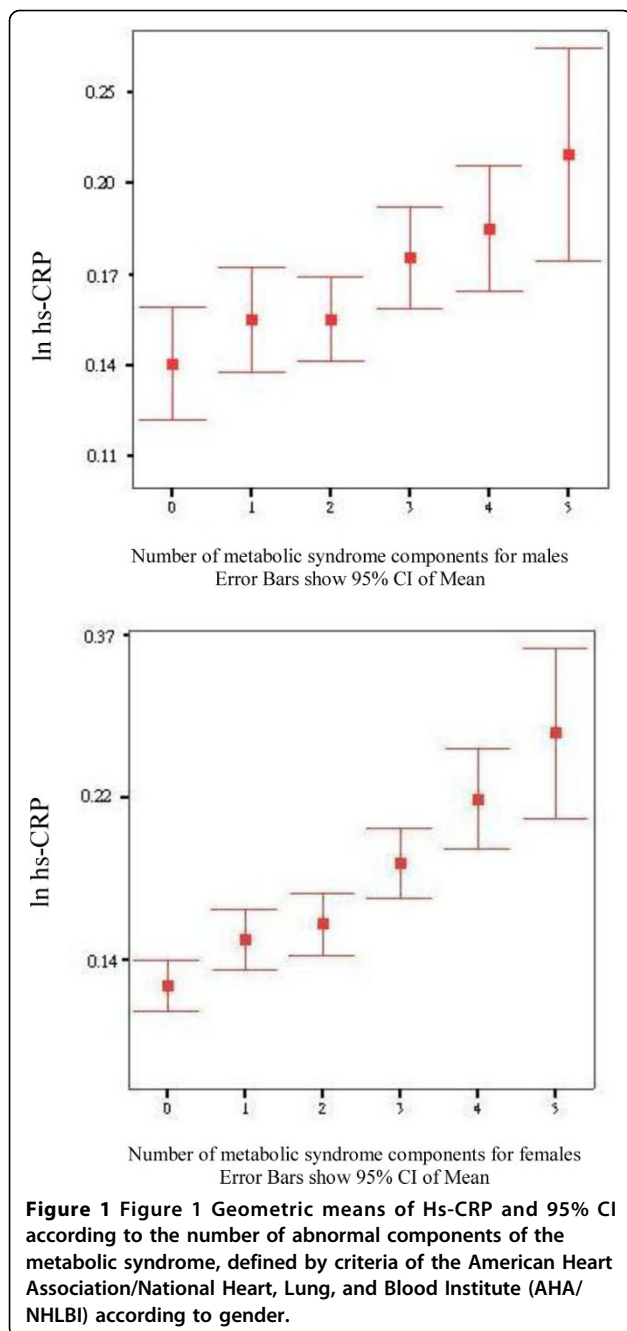 0.25
0.20
0.17
0.14
0.11
ln hs-CRP
0 1 2 3 4 5
Number of metabolic syndrome components for males
Error Bars show 95% CI of Mean
0.37
0.22
0.14
ln hs-CRP
0 1 2 3 4 5
Number of metabolic syndrome components for females
Error Bars show 95% CI of Mean
Figure 1 Figure 1 Geometric means of Hs-CRP and 95% CI
according to the number of abnormal components of the
metabolic syndrome, defined by criteria of the American Heart
Association/National Heart, Lung, and Blood Institute (AHA/
NHLBI) according to gender.